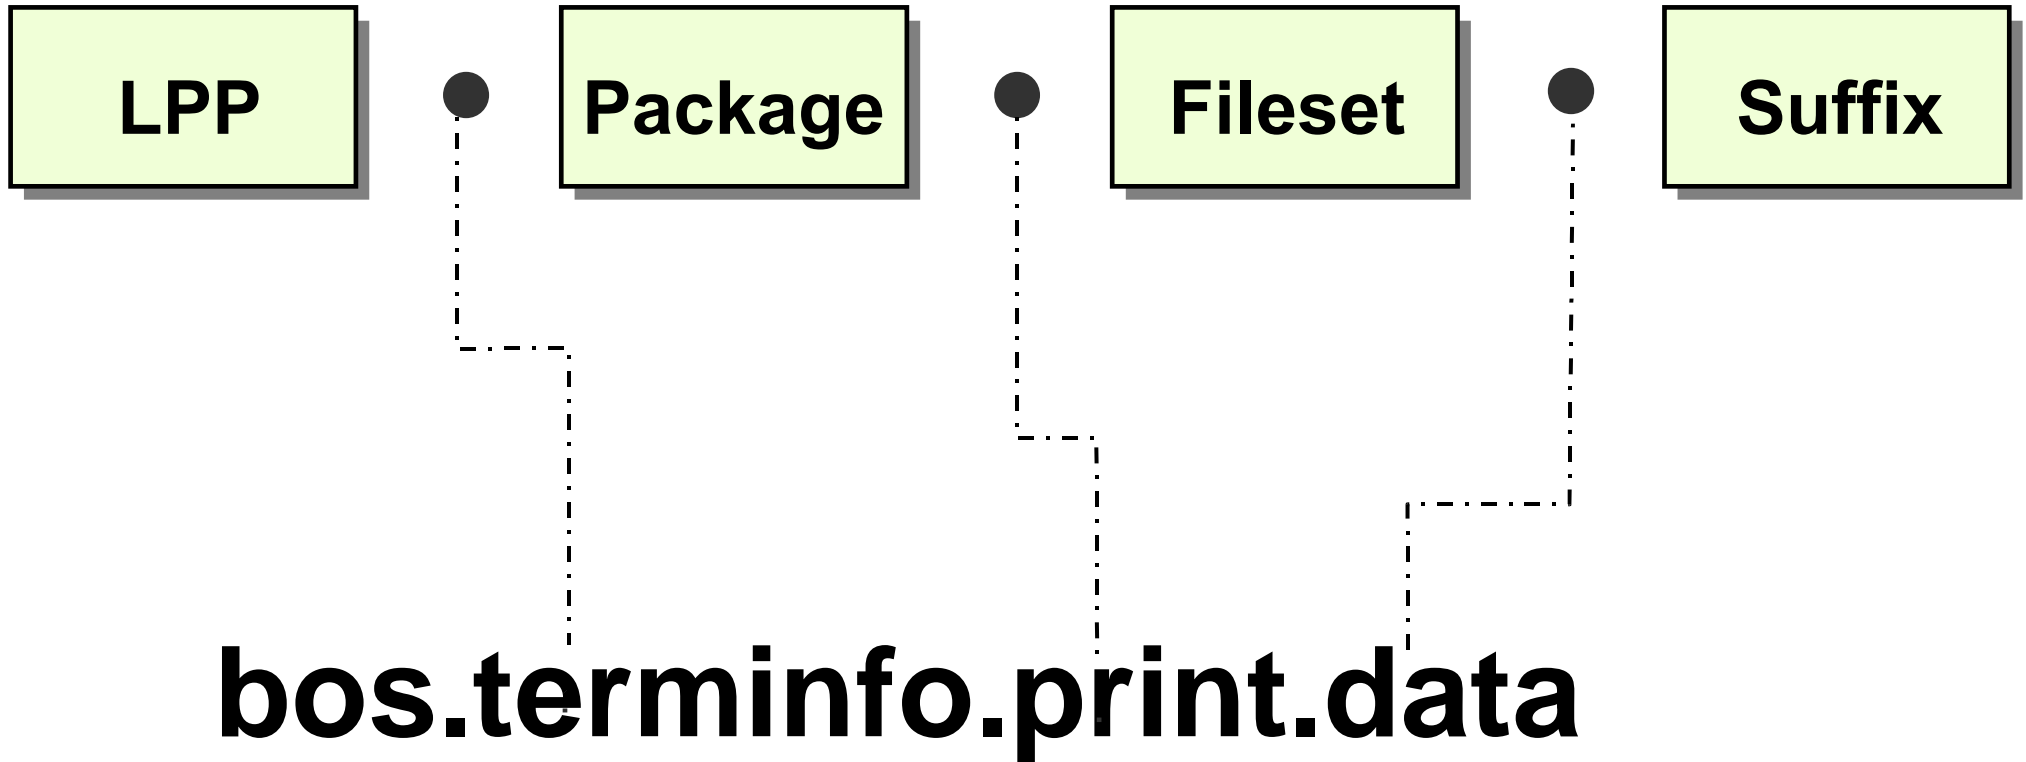 LPP Package Fileset Suffix
bos.terminfo.print.data